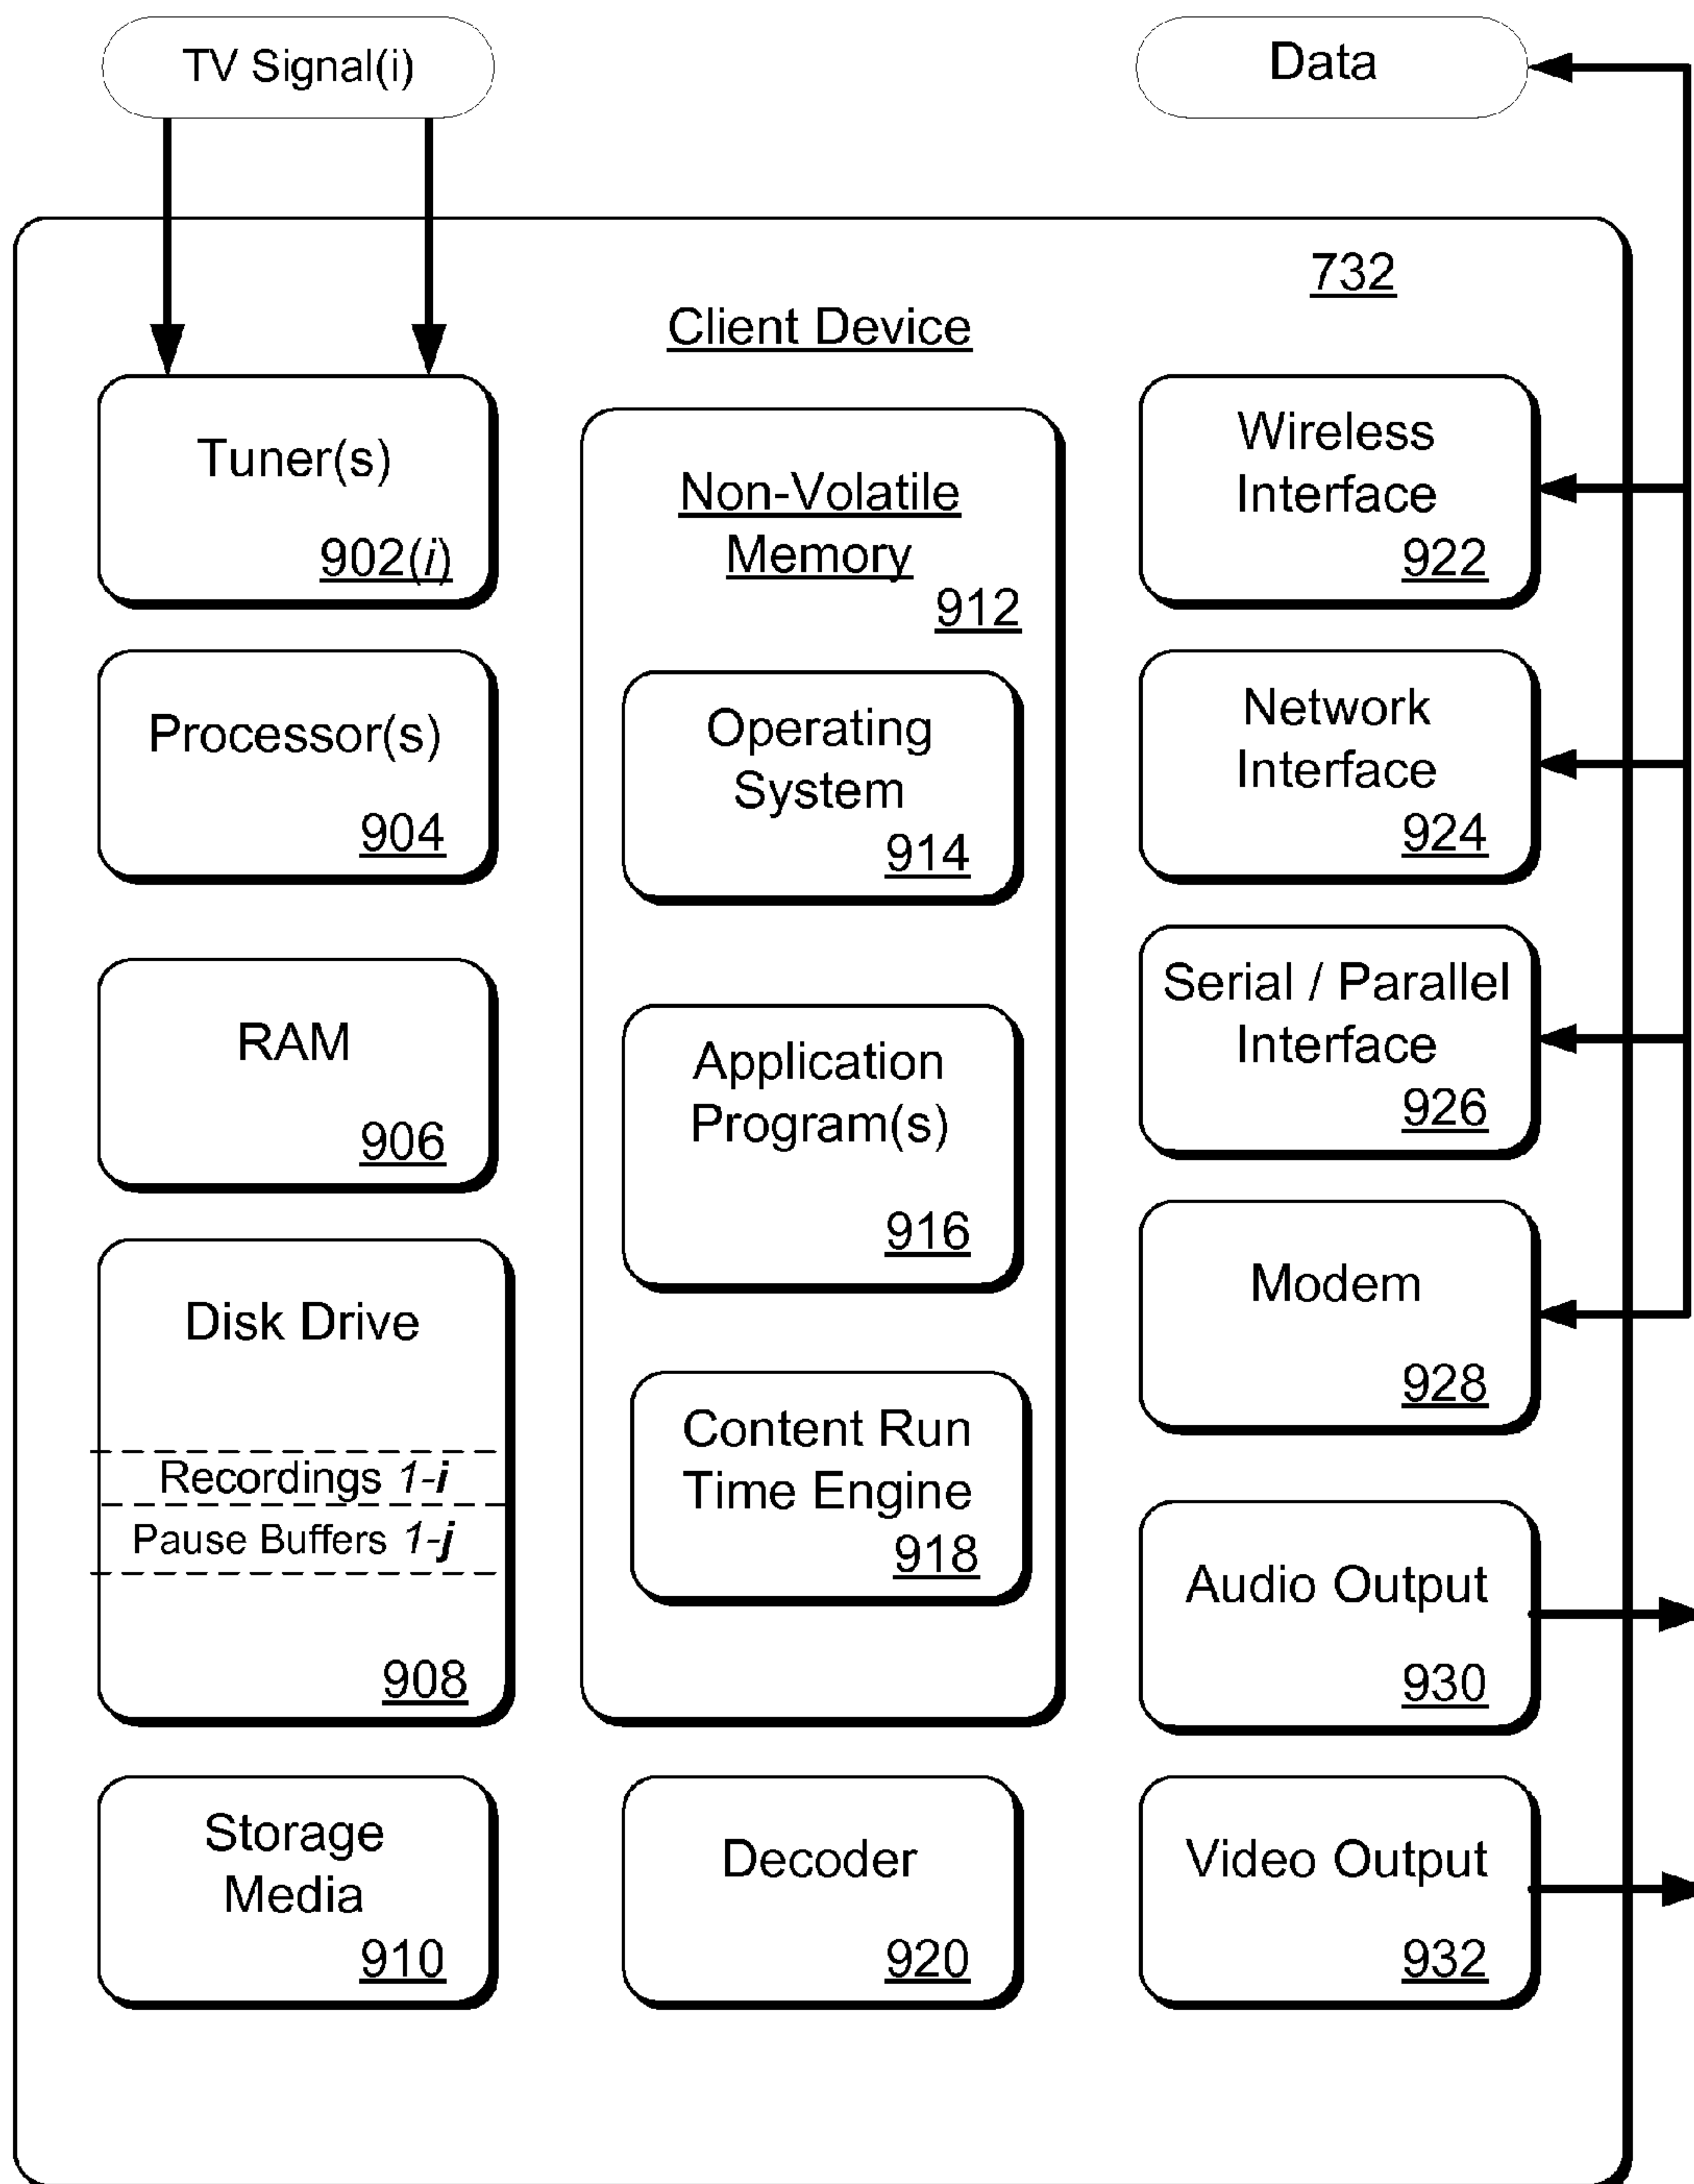 TV Signal(i)
Data
732
Client Device
Tuner(s)
902(i)
Processor(s)
904
RAM
906
Disk Drive
Recordings 1-i
Pause Buffers 1-j
908
Storage
Media
910
Non-Volatile
Memory
912
Operating
System
914
Application
Program(s)
916
Content Run
Time Engine
918
Decoder
920
Wireless
Interface
922
Network
Interface
924
Serial / Parallel
Interface
926
Modem
928
Audio Output
930
Video Output
932